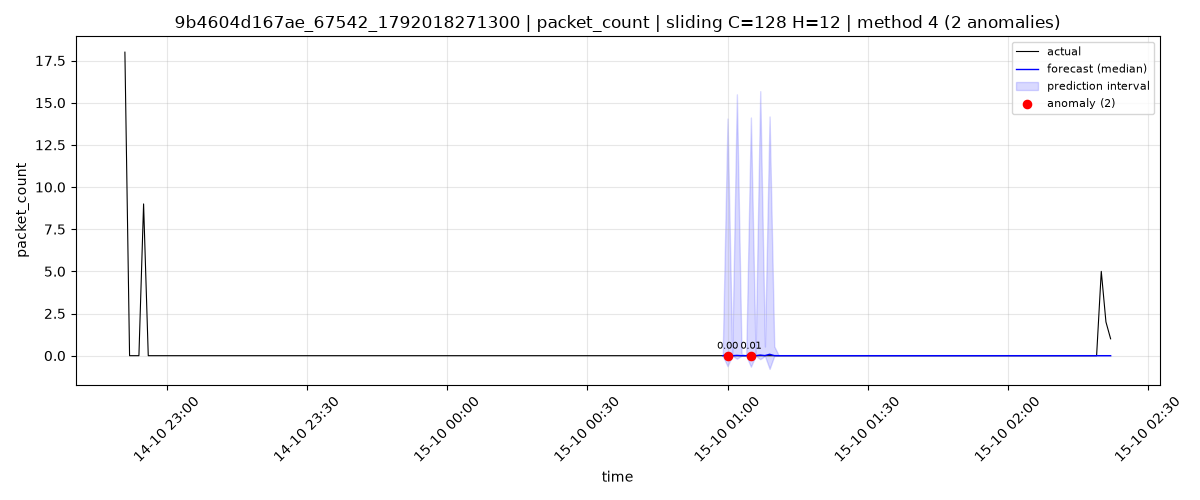 9b4604d167ae_67542_1792018271300 | packet_count | sliding C=128 H=12 | method 4 (2 anomalies)
actual
forecast (median)
prediction interval
anomaly (2)
packet_count
17.5
15.0
12.5
10.0
7.5
5.0
2.5
0.0
0.00 0.01
14-10 23:00
14-10 23:30
15-10 00:00
15-10 00:30
15-10 01:00
15-10 01:30
15-10 02:00
15-10 02:30
time